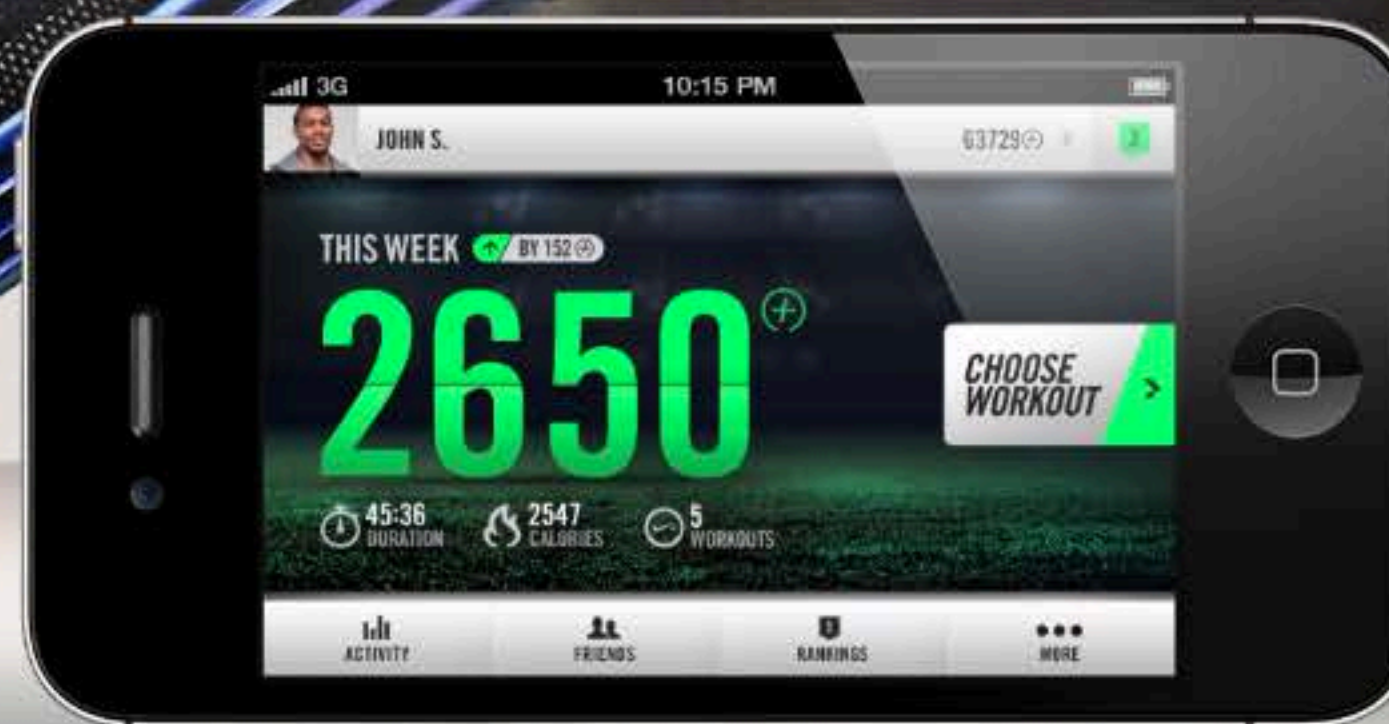 3G
10:15 PM
JOHN S.
63729
THIS WEEK
BY 152
2650
CHOOSE
WORKOUT
45:36
DURATION
2547
CALORIES
5
WORKOUTS
ACTIVITY
FRIENDS
RANKINGS
MORE